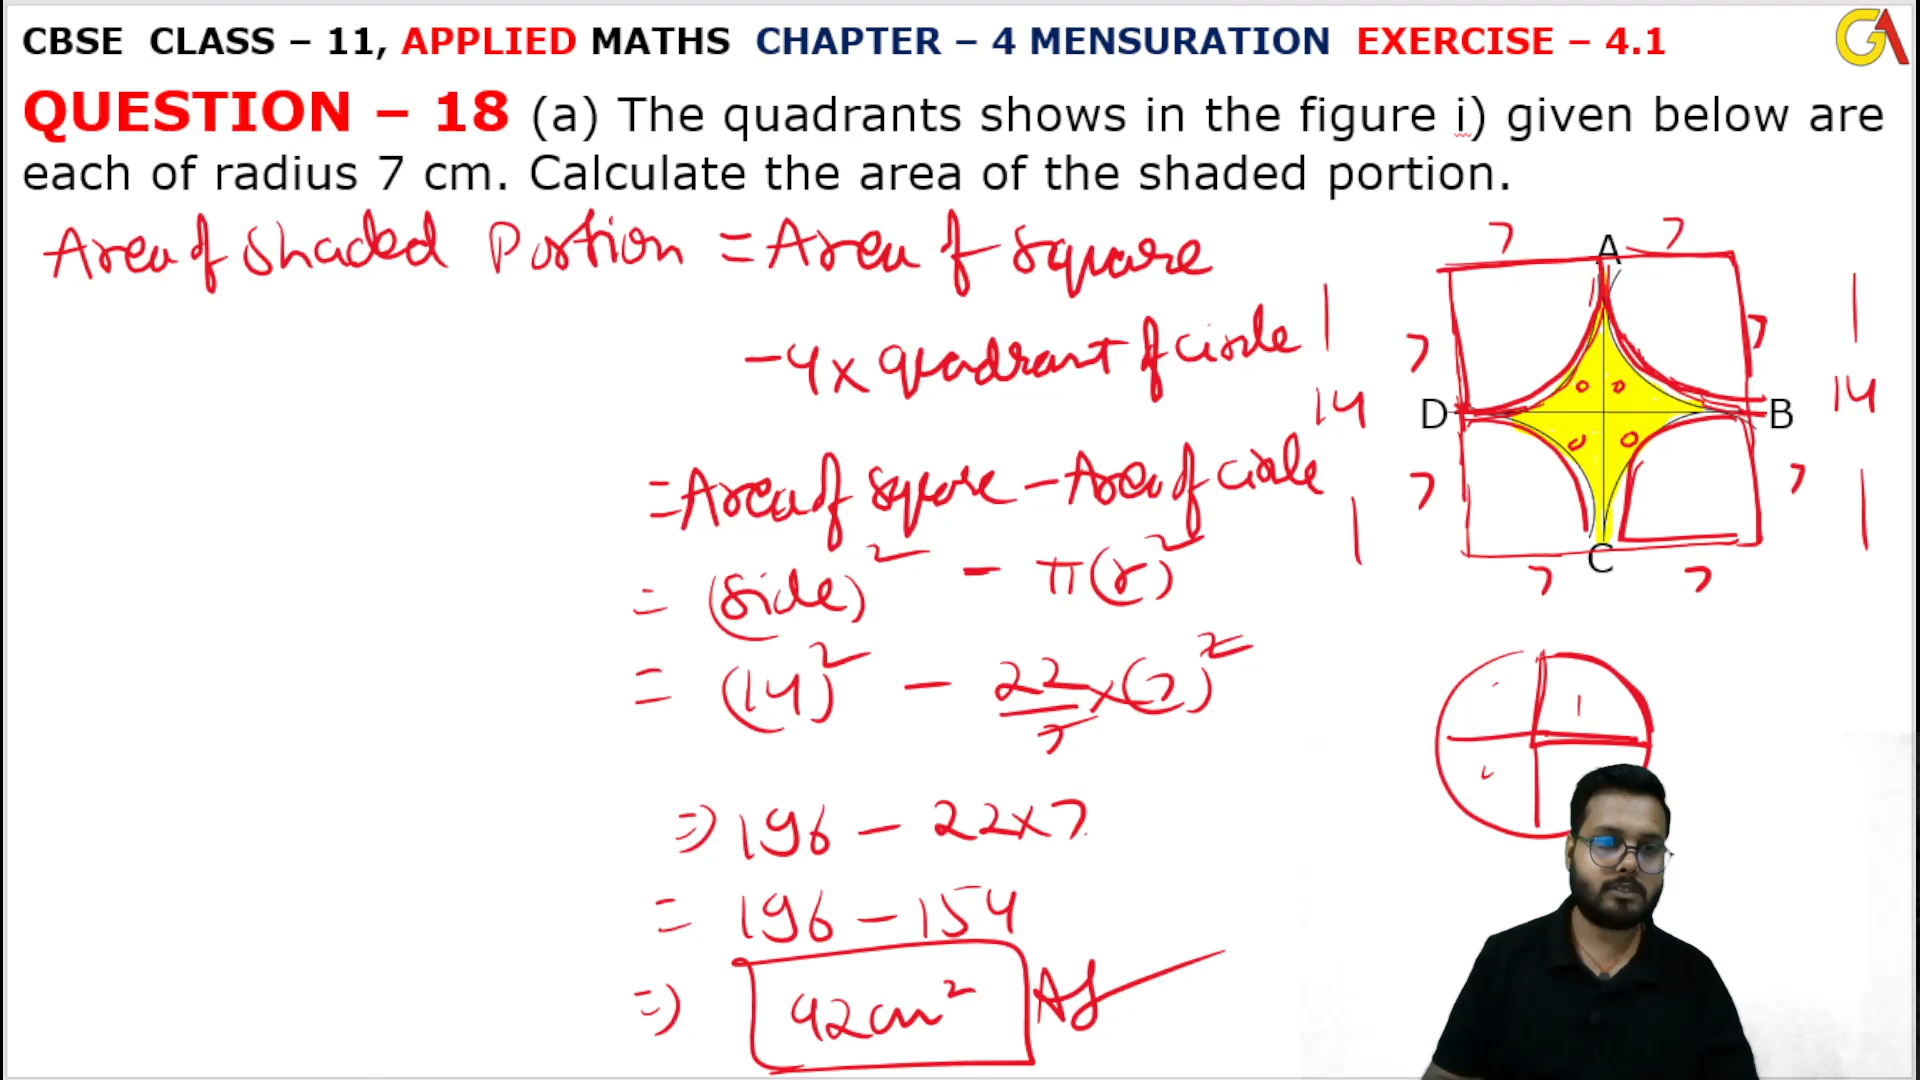 CBSE CLASS – 11, APPLIED MATHS CHAPTER – 4 MENSURATION EXERCISE – 4.1
GA
QUESTION – 18 (a) The quadrants shows in the figure i) given below are
each of radius 7 cm. Calculate the area of the shaded portion.
Area of Shaded Portion = Area of square
- 4 x quadrant of circle
= Area of square - Area of circle
= (side)² - π(r)²
= (14)² - 22/7 x (7)²
⇒ 196 - 22x7
= 196 - 154
⇒ 42cm²
7 A 7
7 7
14 D B 14
7 7
C
7 7
1